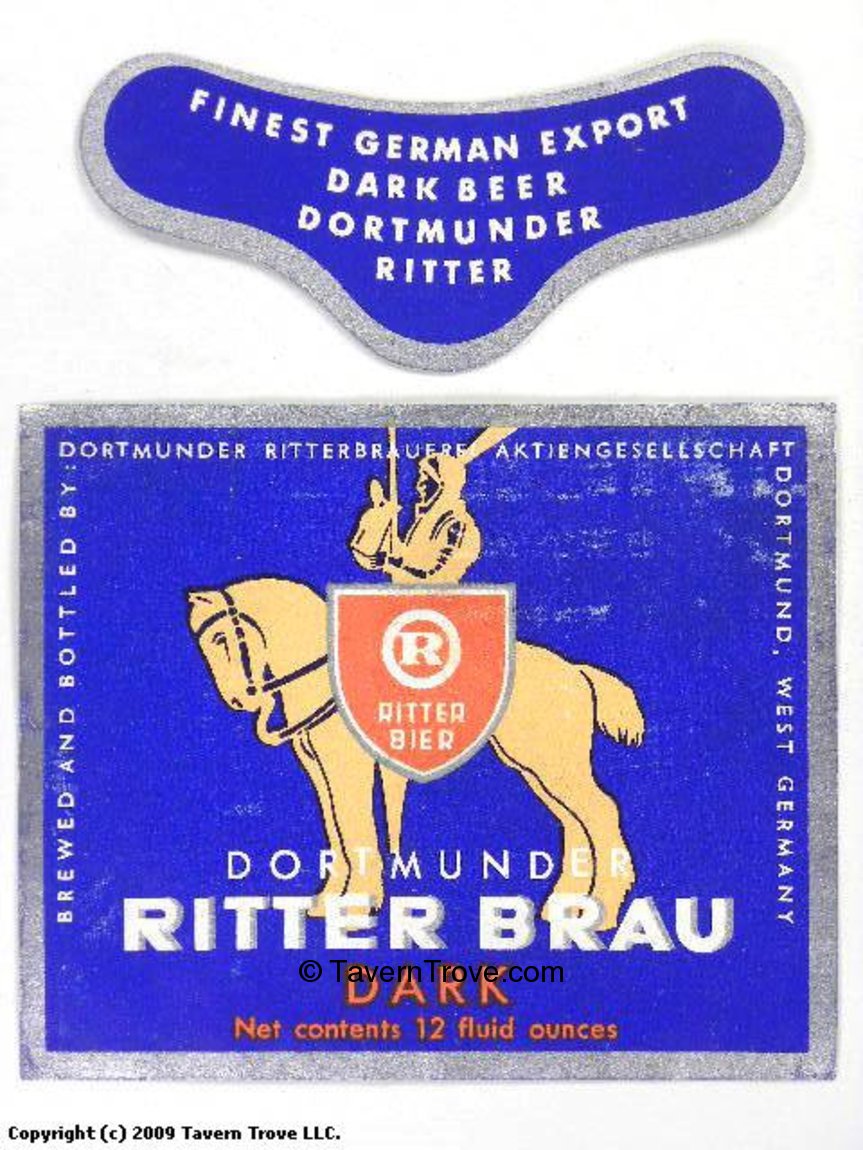 FINEST GERMAN EXPORT
DARK BEER
DORTMUNDER
RITTER
BREWED AND BOTTLED BY:
DORTMUNDER RITTERBRAUEREI AKTIENGESELLSCHAFT
DORTMUND, WEST GERMANY
R
RITTER
BIER
DORTMUNDER
RITTER BRAU
© TavernTrove.com
DARK
Net contents 12 fluid ounces
Copyright (c) 2009 Tavern Trove LLC.